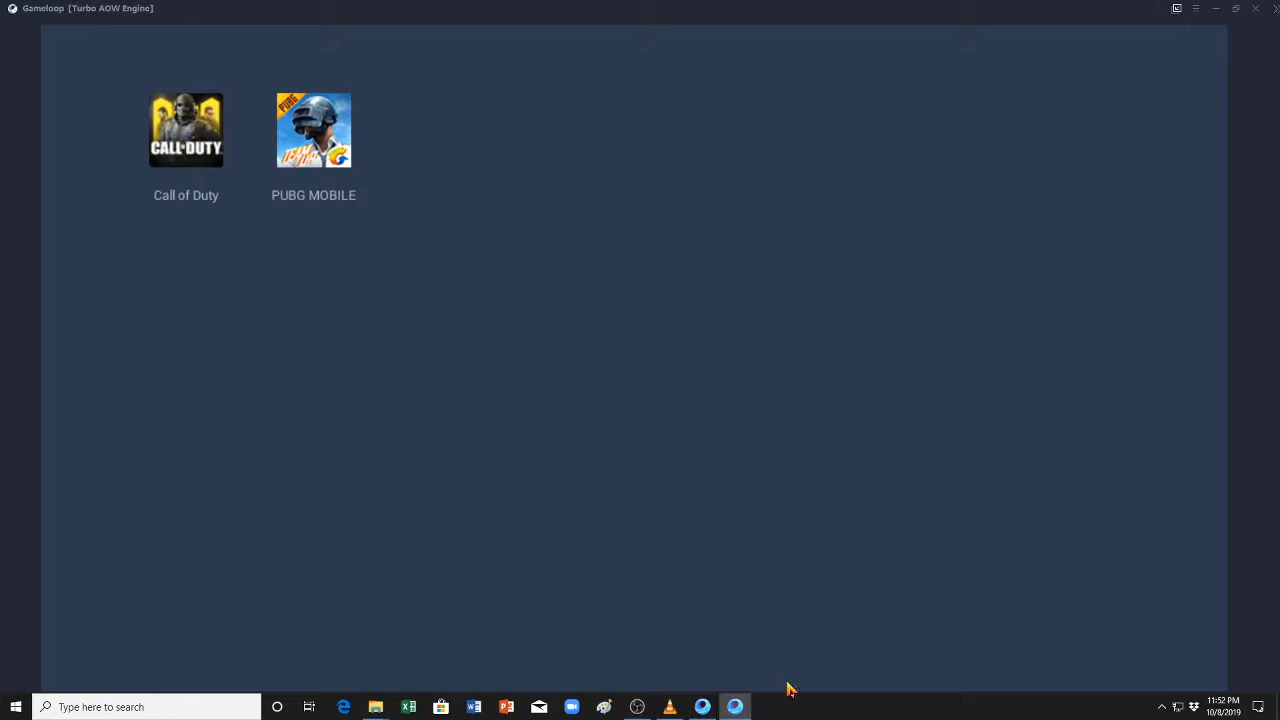 Gameloop [Turbo AOW Engine]
PUBG
CALL OF DUTY
Call of Duty
PUBG MOBILE
Type here to search
11:52 PM
10/8/2019